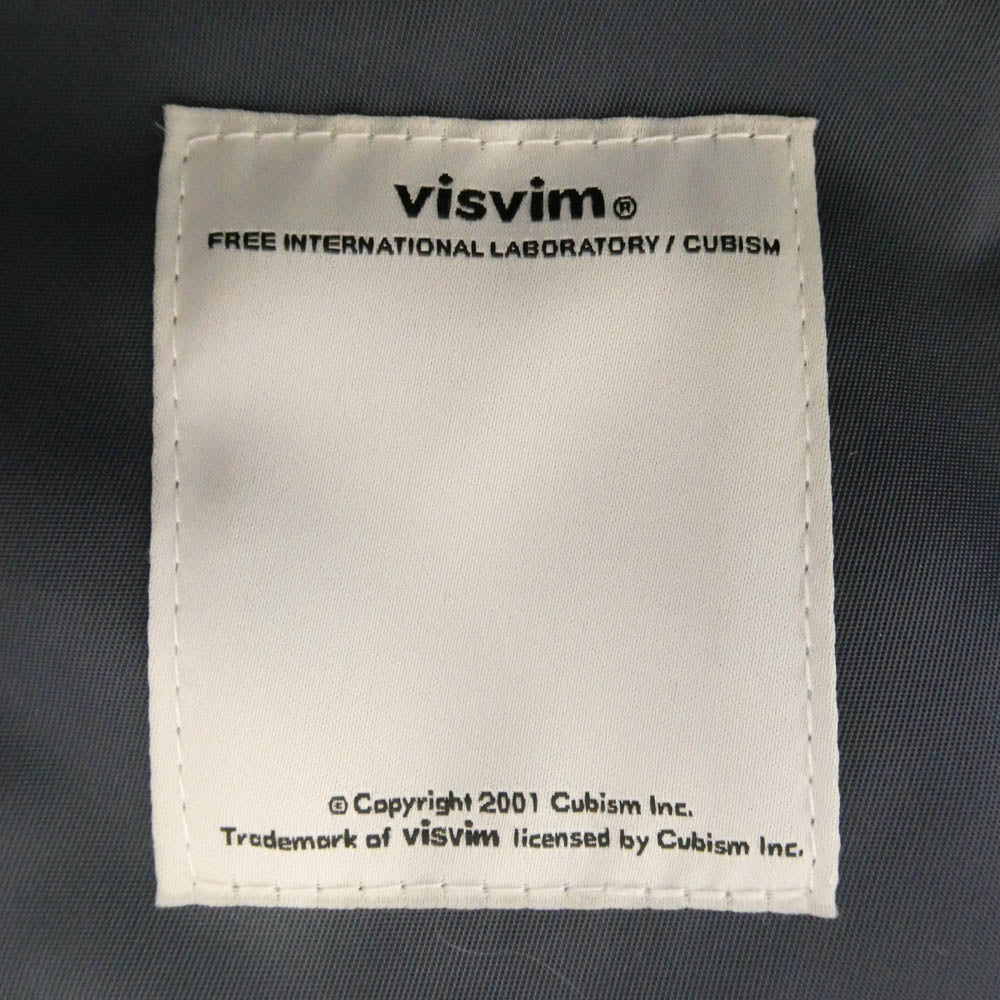 visvim®
FREE INTERNATIONAL LABORATORY / CUBISM
© Copyright 2001 Cubism Inc.
Trademark of visvim licensed by Cubism Inc.